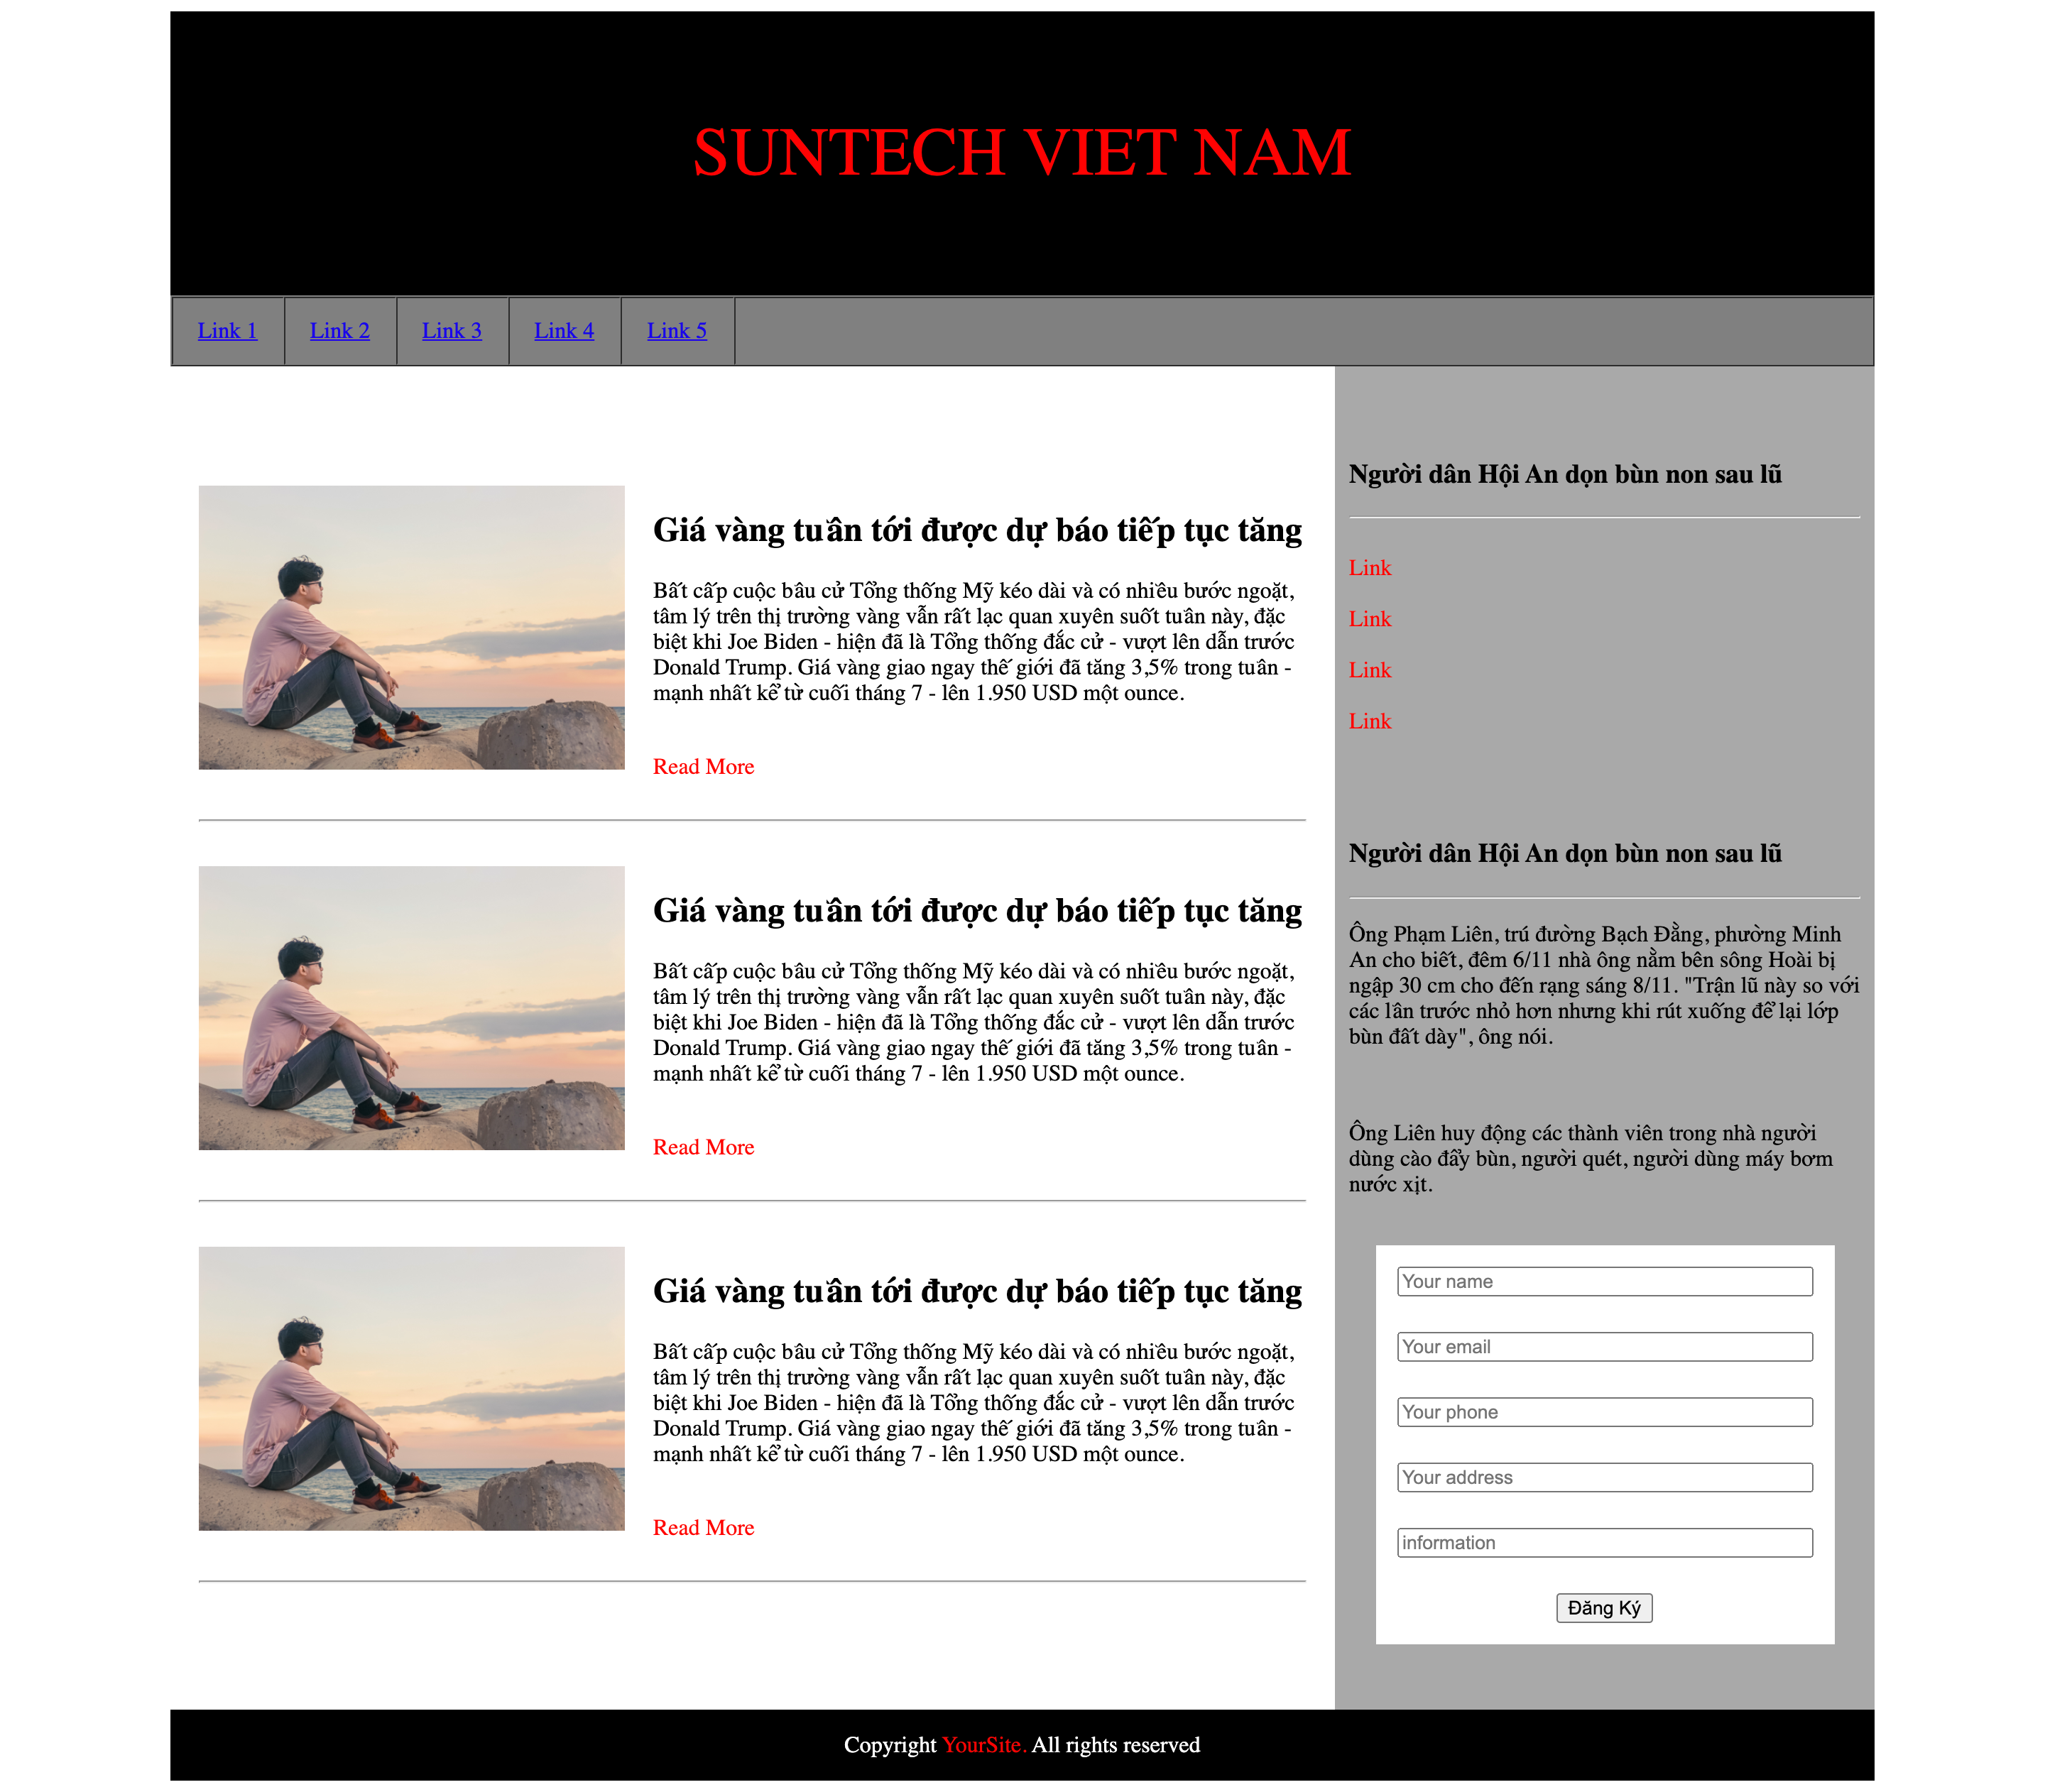 SUNTECH VIET NAM
Link 1 Link 2 Link 3 Link 4 Link 5
Giá vàng tuần tới được dự báo tiếp tục tăng
Bất cấp cuộc bầu cử Tổng thống Mỹ kéo dài và có nhiều bước ngoặt,
tâm lý trên thị trường vàng vẫn rất lạc quan xuyên suốt tuần này, đặc
biệt khi Joe Biden - hiện đã là Tổng thống đắc cử - vượt lên dẫn trước
Donald Trump. Giá vàng giao ngay thế giới đã tăng 3,5% trong tuần -
mạnh nhất kể từ cuối tháng 7 - lên 1.950 USD một ounce.
Read More
Giá vàng tuần tới được dự báo tiếp tục tăng
Bất cấp cuộc bầu cử Tổng thống Mỹ kéo dài và có nhiều bước ngoặt,
tâm lý trên thị trường vàng vẫn rất lạc quan xuyên suốt tuần này, đặc
biệt khi Joe Biden - hiện đã là Tổng thống đắc cử - vượt lên dẫn trước
Donald Trump. Giá vàng giao ngay thế giới đã tăng 3,5% trong tuần -
mạnh nhất kể từ cuối tháng 7 - lên 1.950 USD một ounce.
Read More
Giá vàng tuần tới được dự báo tiếp tục tăng
Bất cấp cuộc bầu cử Tổng thống Mỹ kéo dài và có nhiều bước ngoặt,
tâm lý trên thị trường vàng vẫn rất lạc quan xuyên suốt tuần này, đặc
biệt khi Joe Biden - hiện đã là Tổng thống đắc cử - vượt lên dẫn trước
Donald Trump. Giá vàng giao ngay thế giới đã tăng 3,5% trong tuần -
mạnh nhất kể từ cuối tháng 7 - lên 1.950 USD một ounce.
Read More
Người dân Hội An dọn bùn non sau lũ
Link
Link
Link
Link
Người dân Hội An dọn bùn non sau lũ
Ông Phạm Liên, trú đường Bạch Đằng, phường Minh
An cho biết, đêm 6/11 nhà ông nằm bên sông Hoài bị
ngập 30 cm cho đến rạng sáng 8/11. "Trận lũ này so với
các lần trước nhỏ hơn nhưng khi rút xuống để lại lớp
bùn đất dày", ông nói.
Ông Liên huy động các thành viên trong nhà người
dùng cào đẩy bùn, người quét, người dùng máy bơm
nước xịt.
Your name
Your email
Your phone
Your address
information
Đăng Ký
Copyright YourSite. All rights reserved